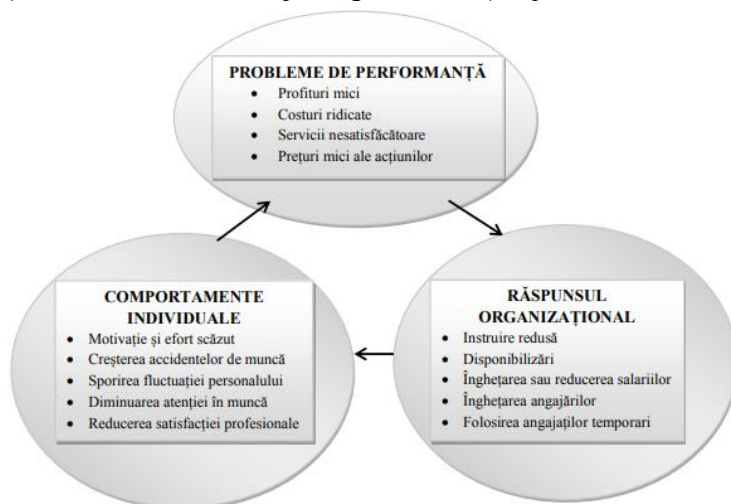 PROBLEME DE PERFORMANȚĂ
• Profituri mici
• Costuri ridicate
• Servicii nesatisfăcătoare
• Prețuri mici ale acțiunilor
COMPORTAMENTE
INDIVIDUALE
• Motivație și efort scăzut
• Creșterea accidentelor de muncă
• Sporirea fluctuației personalului
• Diminuarea atenției în muncă
• Reducerea satisfacției profesionale
RĂSPUNSUL
ORGANIZAȚIONAL
• Instruire redusă
• Disponibilizări
• Înghețarea sau reducerea salariilor
• Înghețarea angajărilor
• Folosirea angajaților temporari